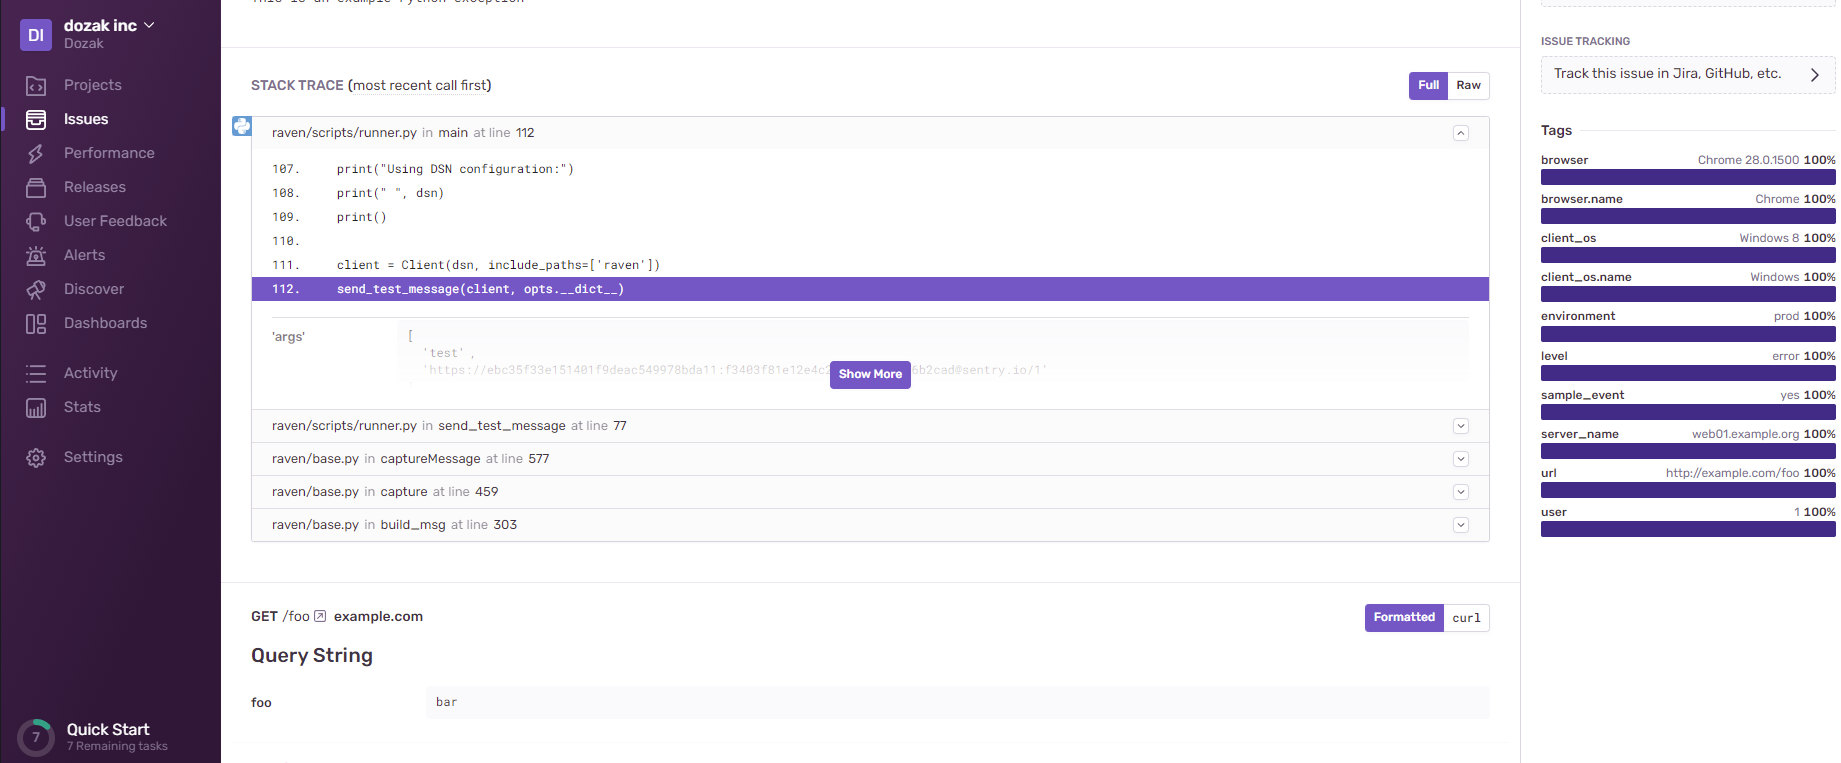 DI
dozak inc
Dozak
Projects
Issues
Performance
Releases
User Feedback
Alerts
Discover
Dashboards
Activity
Stats
Settings
7
Quick Start
7 Remaining tasks
This is an example Python exception
STACK TRACE (most recent call first)
Full Raw
raven/scripts/runner.py in main at line 112
107. print("Using DSN configuration:")
108. print(" ", dsn)
109. print()
110.
111. client = Client(dsn, include_paths=['raven'])
112. send_test_message(client, opts.__dict__)
'args' [
'test',
'https://ebc35f33e151401f9deac549978bda11:f3403f81e12e4c2 6b2cad@sentry.io/1'
Show More
raven/scripts/runner.py in send_test_message at line 77
raven/base.py in captureMessage at line 577
raven/base.py in capture at line 459
raven/base.py in build_msg at line 303
GET /foo example.com
Formatted curl
Query String
foo bar
ISSUE TRACKING
Track this issue in Jira, GitHub, etc.
Tags
browser Chrome 28.0.1500 100%
browser.name Chrome 100%
client_os Windows 8 100%
client_os.name Windows 100%
environment prod 100%
level error 100%
sample_event yes 100%
server_name web01.example.org 100%
url http://example.com/foo 100%
user 1 100%